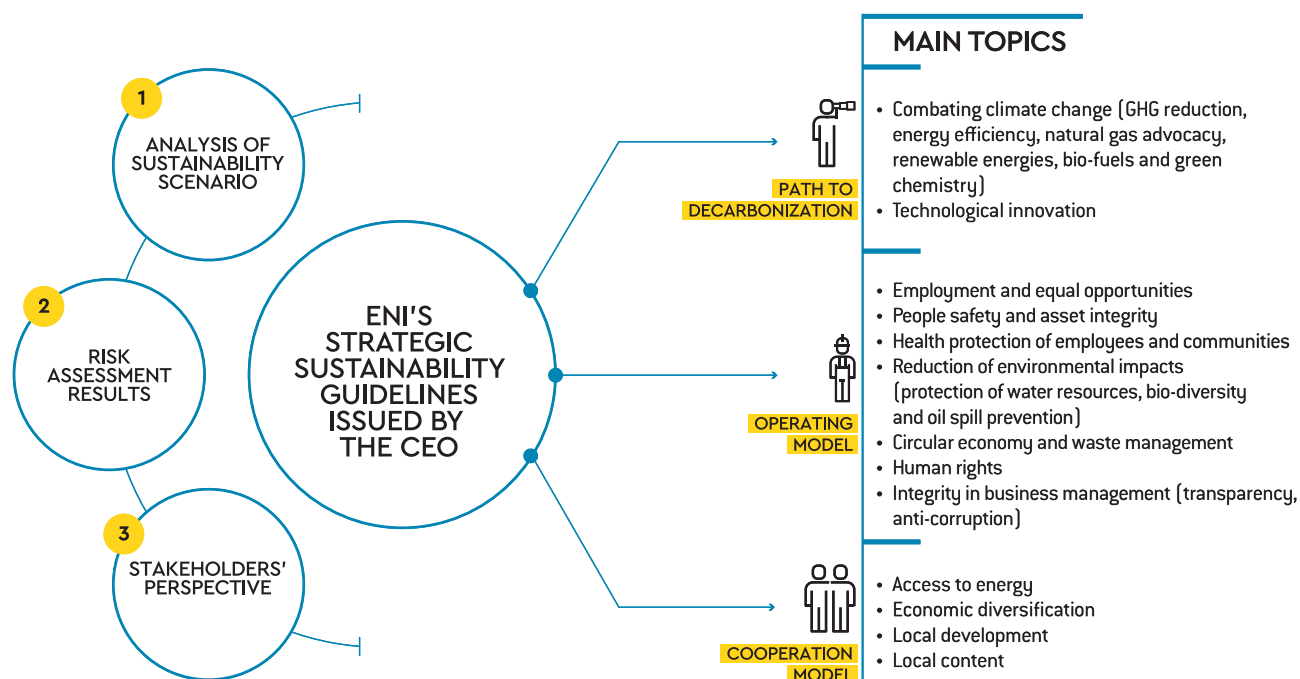 1
ANALYSIS OF
SUSTAINABILITY
SCENARIO
2
RISK
ASSESSMENT
RESULTS
3
STAKEHOLDERS'
PERSPECTIVE
ENI'S
STRATEGIC
SUSTAINABILITY
GUIDELINES
ISSUED BY
THE CEO
MAIN TOPICS
PATH TO
DECARBONIZATION
• Combating climate change (GHG reduction,
energy efficiency, natural gas advocacy,
renewable energies, bio-fuels and green
chemistry)
• Technological innovation
OPERATING
MODEL
• Employment and equal opportunities
• People safety and asset integrity
• Health protection of employees and communities
• Reduction of environmental impacts
(protection of water resources, bio-diversity
and oil spill prevention)
• Circular economy and waste management
• Human rights
• Integrity in business management (transparency,
anti-corruption)
COOPERATION
MODEL
• Access to energy
• Economic diversification
• Local development
• Local content